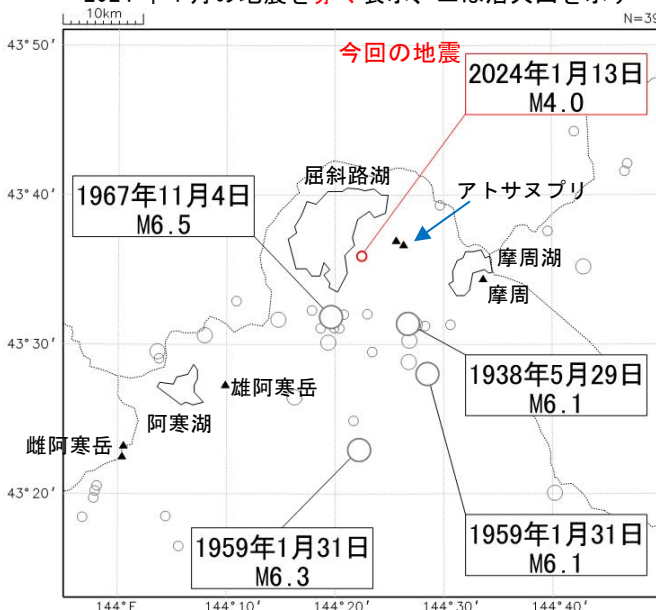 10km
N=39
43°50′
今回の地震
2024年1月13日
M4.0
43°40′
屈斜路湖
アトサヌプリ
1967年11月4日
M6.5
摩周湖
摩周
43°30′
1938年5月29日
M6.1
雄阿寒岳
阿寒湖
雌阿寒岳
43°20′
1959年1月31日
M6.3
1959年1月31日
M6.1
144°E
144°10′
144°20′
144°30′
144°40′